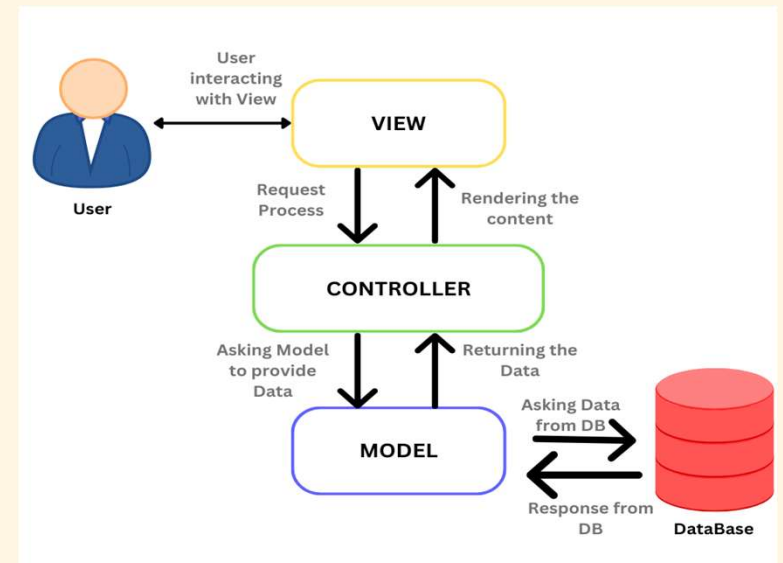 User
interacting
with View
VIEW
User
Request
Process
Rendering the
content
CONTROLLER
Asking Model
to provide
Data
Returning the
Data
MODEL
Asking Data
from DB
Response from
DB
DataBase